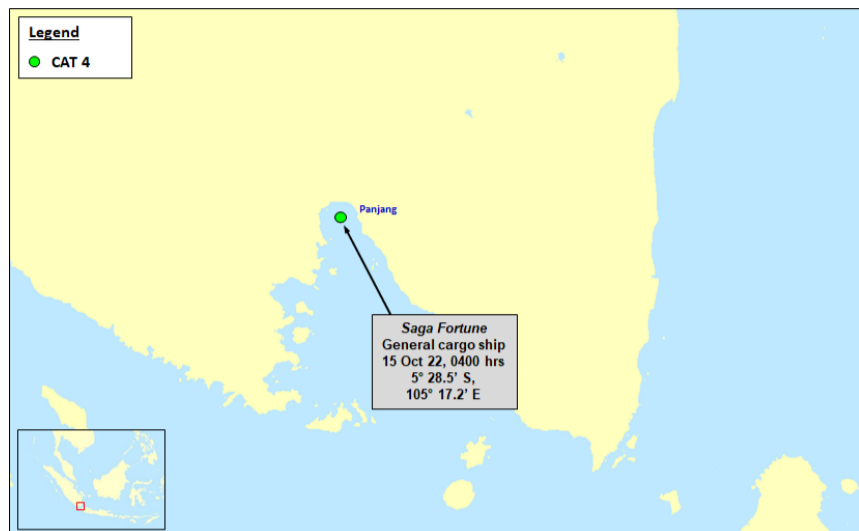 Legend
CAT 4
Panjang
Saga Fortune
General cargo ship
15 Oct 22, 0400 hrs
5° 28.5’ S,
105° 17.2’ E